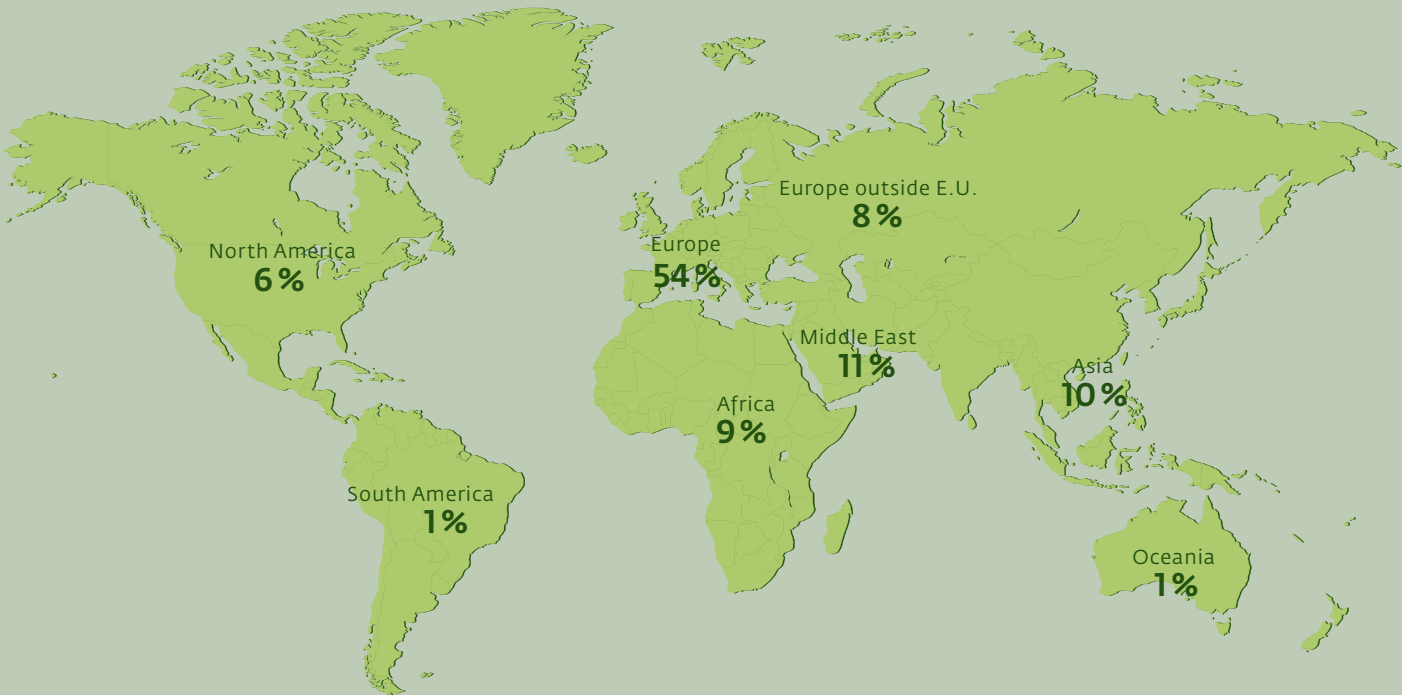 Europe outside E.U.
8 %
North America
6 %
Europe
54 %
Middle East
11 %
Asia
10 %
Africa
9 %
South America
1 %
Oceania
1 %